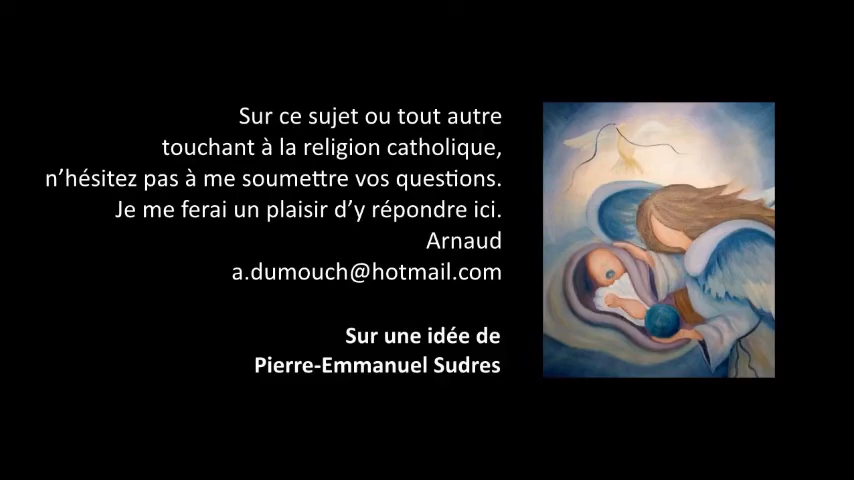 Sur ce sujet ou tout autre
touchant à la religion catholique,
n’hésitez pas à me soumettre vos questions.
Je me ferai un plaisir d’y répondre ici.
Arnaud
a.dumouch@hotmail.com
Sur une idée de
Pierre-Emmanuel Sudres